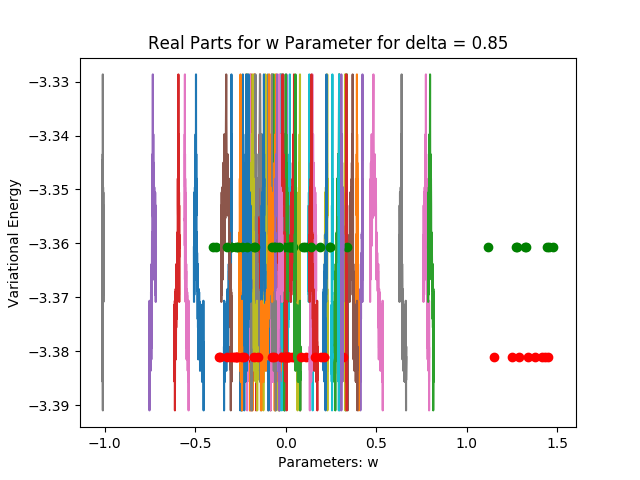 Real Parts for w Parameter for delta = 0.85
Variational Energy
−3.33
−3.34
−3.35
−3.36
−3.37
−3.38
−3.39
−1.0 −0.5 0.0 0.5 1.0 1.5
Parameters: w